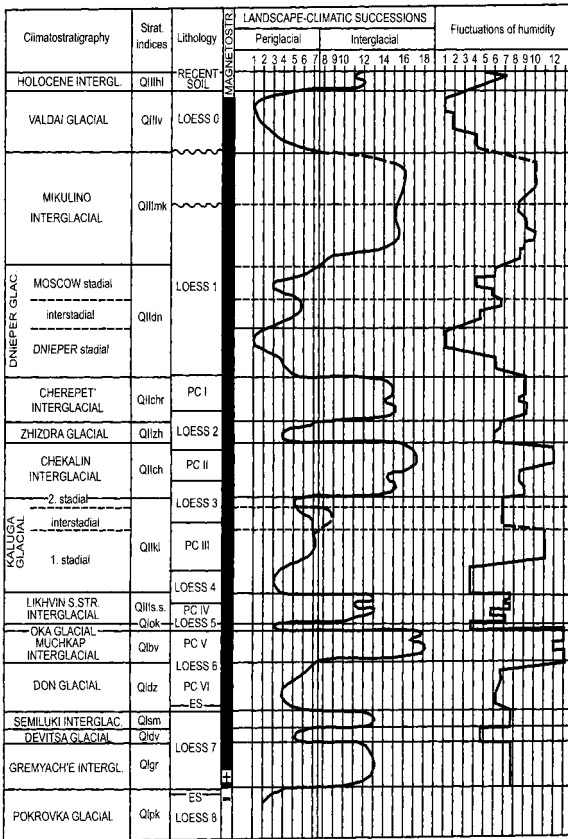 Climatostratigraphy
Strat. indices
Lithology
MAGNETOSTR
LANDSCAPE-CLIMATIC SUCCESSIONS
Periglacial
Interglacial
Fluctuations of humidity
1 2 3 4 5 6 7 8 9 10 12 14 16 18
1 2 3 4 5 6 7 8 9 10 12
HOLOCENE INTERGL.
QIIIhl
RECENT SOIL
VALDAI GLACIAL
QIIIv
LOESS 0
MIKULINO
INTERGLACIAL
QIIImk
LOESS 1
DNIEPER GLAC.
MOSCOW stadial
interstadial
DNIEPER stadial
QIIdn
CHEREPET'
INTERGLACIAL
QIIchr
PC I
ZHIZDRA GLACIAL
QIIzh
LOESS 2
CHEKALIN
INTERGLACIAL
QIIch
PC II
KALUGA
GLACIAL
2. stadial
interstadial
1. stadial
QIIkl
LOESS 3
PC III
LOESS 4
LIKHVIN S.STR.
INTERGLACIAL
QIIls.s.
PC IV
OKA GLACIAL
QIok
LOESS 5
MUCHKAP
INTERGLACIAL
QIbv
PC V
LOESS 6
DON GLACIAL
QIdz
PC VI
ES
SEMILUKI INTERGLAC.
QIsm
DEVITSA GLACIAL
QIdv
LOESS 7
GREMYACH'E INTERGL.
QIgr
+
ES
-
POKROVKA GLACIAL
QIpk
LOESS 8